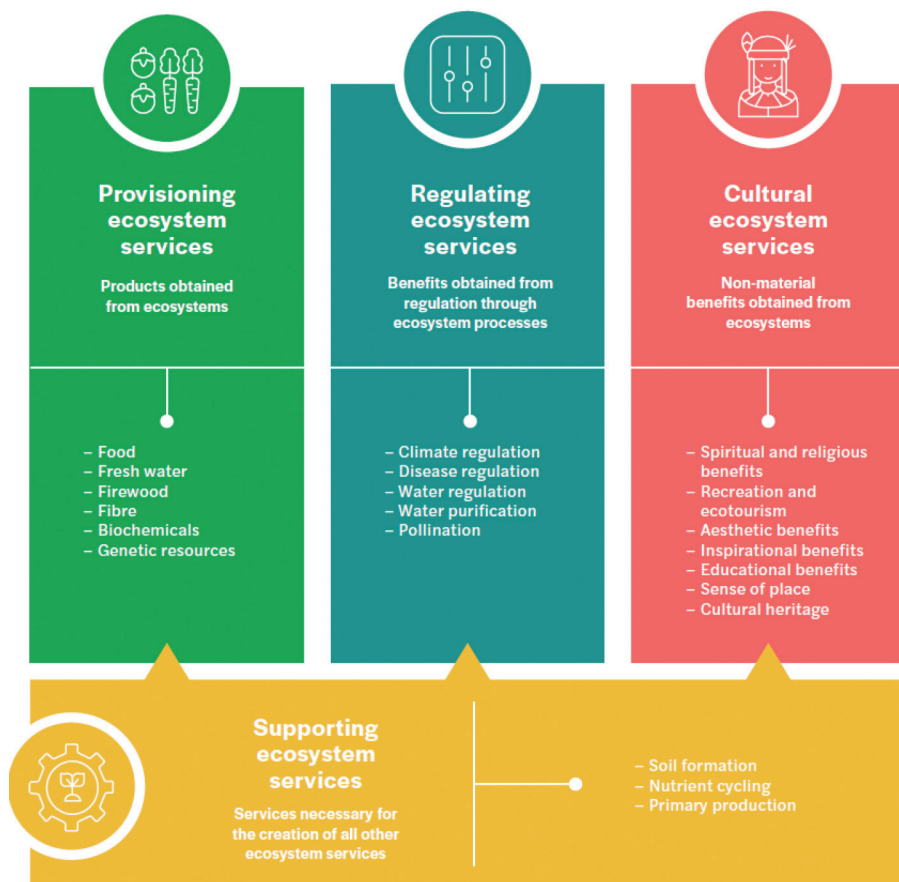 Provisioning
ecosystem
services
Products obtained
from ecosystems
– Food
– Fresh water
– Firewood
– Fibre
– Biochemicals
– Genetic resources
Regulating
ecosystem
services
Benefits obtained from
regulation through
ecosystem processes
– Climate regulation
– Disease regulation
– Water regulation
– Water purification
– Pollination
Cultural
ecosystem
services
Non-material
benefits obtained from
ecosystems
– Spiritual and religious
benefits
– Recreation and
ecotourism
– Aesthetic benefits
– Inspirational benefits
– Educational benefits
– Sense of place
– Cultural heritage
Supporting
ecosystem
services
Services necessary for
the creation of all other
ecosystem services
– Soil formation
– Nutrient cycling
– Primary production